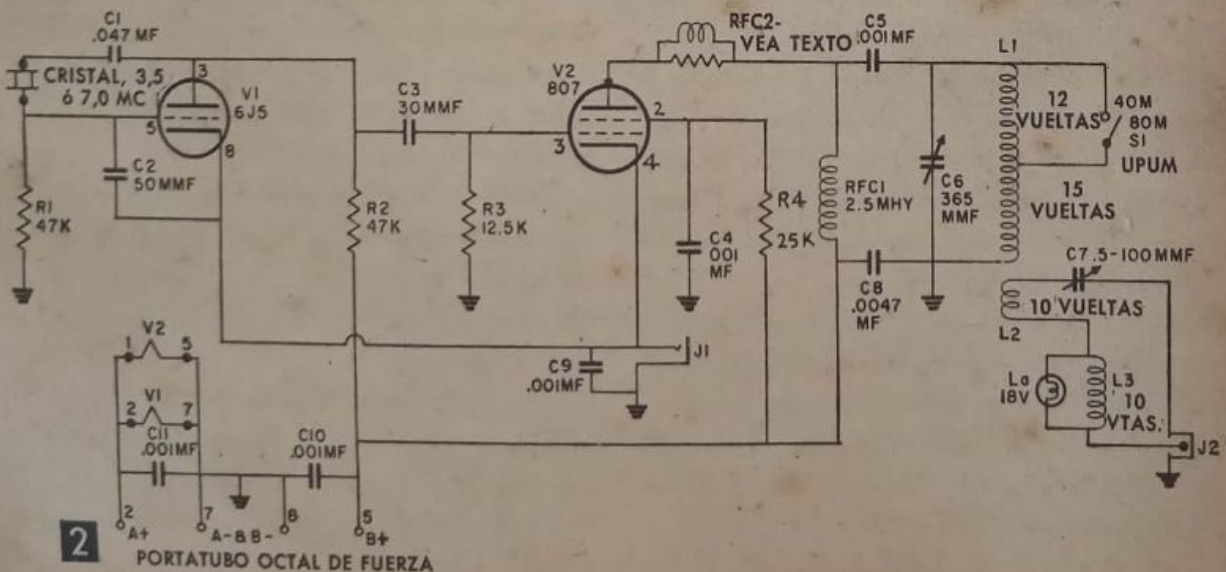 C1
.047 MF
CRISTAL, 3,5
ó 7,0 MC
3
V1
6J5
5
8
C2
50MMF
R1
47K
C3
30MMF
R2
47K
R3
12.5K
V2
807
3
2
4
RFC2-
VEA TEXTO
C5
.001MF
C4
001
MF
R4
25K
RFC1
2.5MHY
C8
.0047
MF
C6
365
MMF
L1
12
VUELTAS
15
VUELTAS
40M
80M
S1
UPUM
C7.5-100MMF
10 VUELTAS
L2
La
18V
L3
10
VTAS.
J2
J1
C9
.001MF
V2
1
5
V1
2
7
C11
.001MF
C10
.001MF
2
A+
7
A-&B-
8
5
B+
2
PORTATUBO OCTAL DE FUERZA